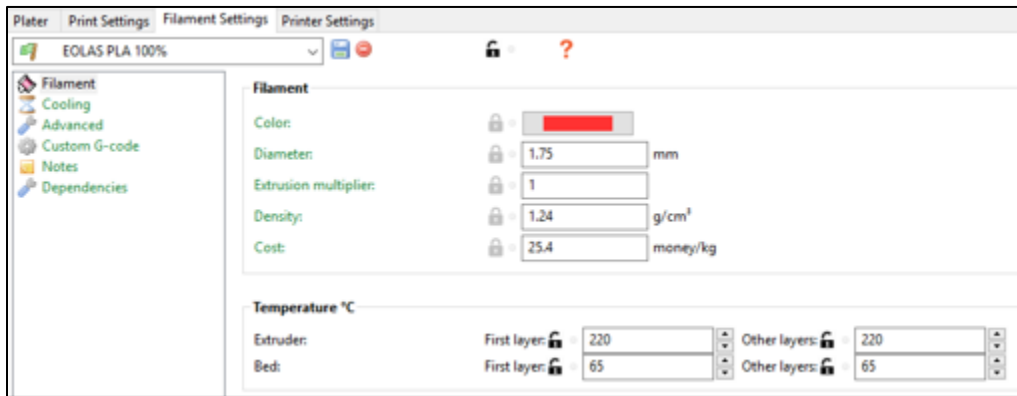 Plater Print Settings Filament Settings Printer Settings
EOLAS PLA 100% ?
Filament
Cooling
Advanced
Custom G-code
Notes
Dependencies
Filament
Color:
Diameter: 1.75 mm
Extrusion multiplier: 1
Density: 1.24 g/cm³
Cost: 25.4 money/kg
Temperature °C
Extruder: First layer: 220 Other layers: 220
Bed: First layer: 65 Other layers: 65